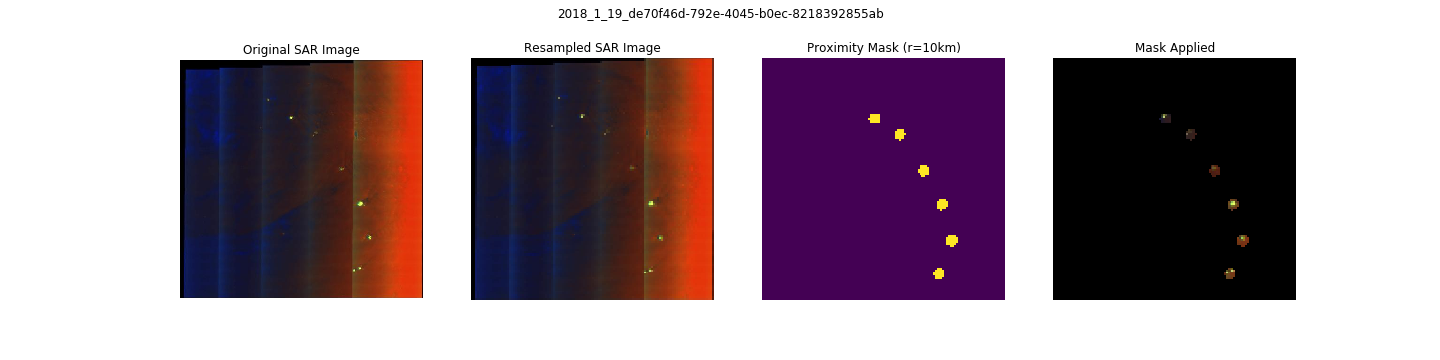 2018_1_19_de70f46d-792e-4045-b0ec-8218392855ab
Original SAR Image
Resampled SAR Image
Proximity Mask (r=10km)
Mask Applied